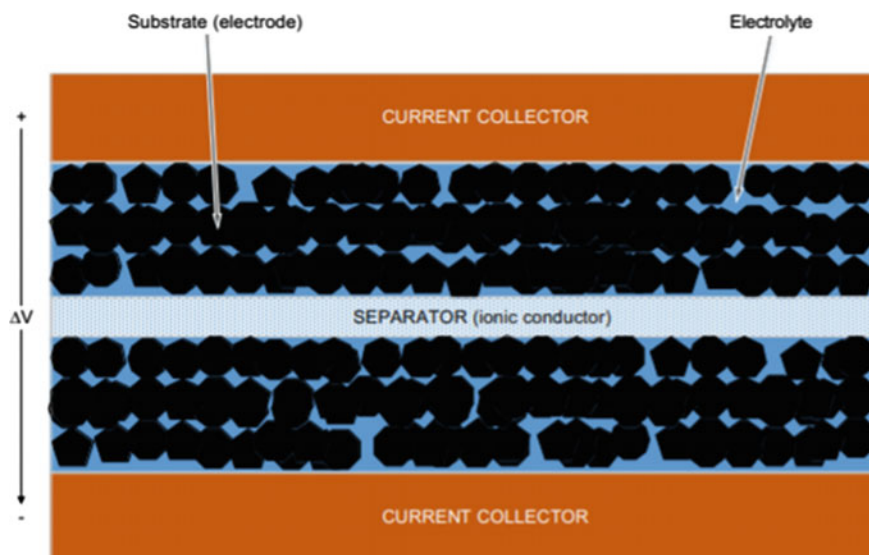 Substrate (electrode)
Electrolyte
+
CURRENT COLLECTOR
ΔV
SEPARATOR (ionic conductor)
-
CURRENT COLLECTOR